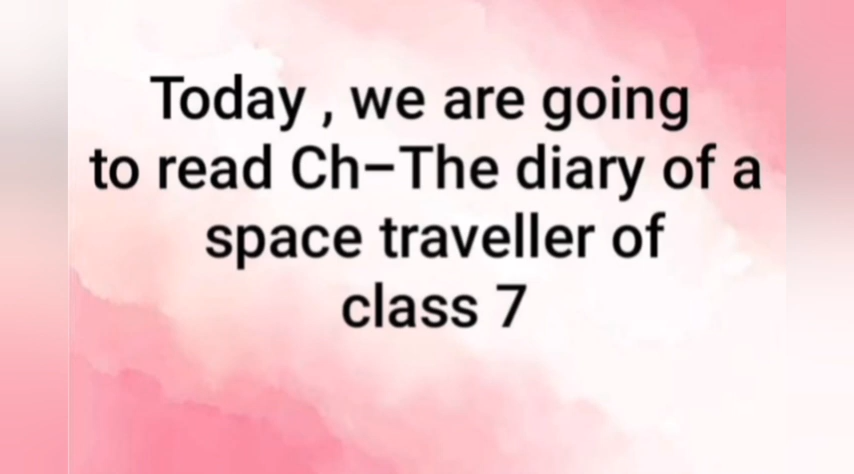 Today , we are going
to read Ch–The diary of a
space traveller of
class 7